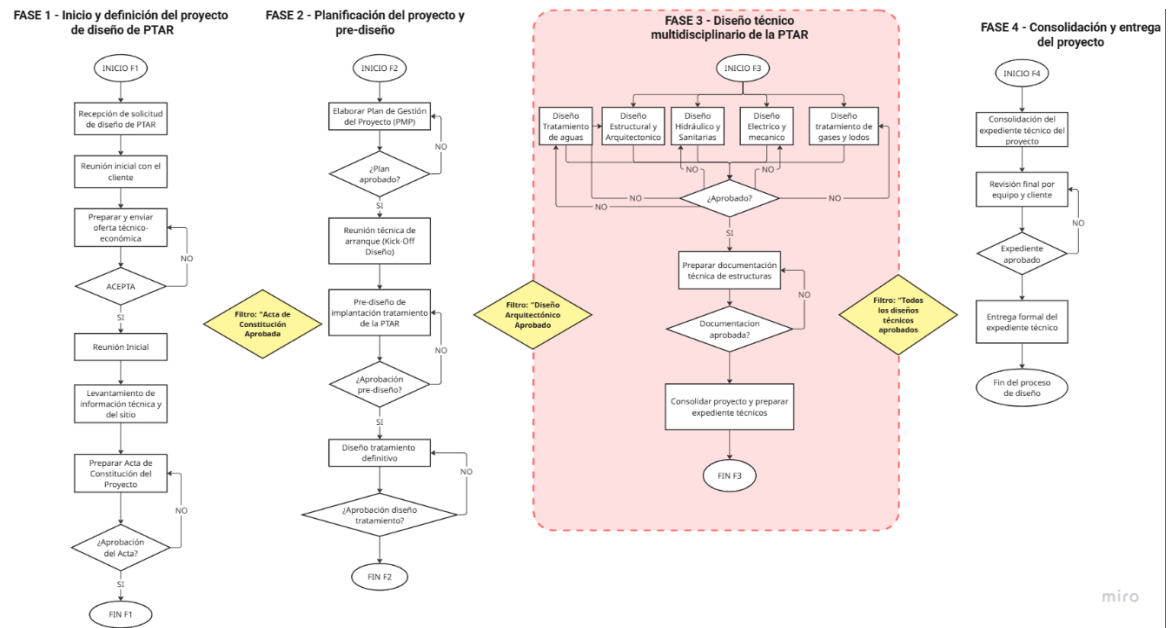 FASE 1 - Inicio y definición del proyecto
de diseño de PTAR
INICIO F1
Recepción de solicitud
de diseño de PTAR
Reunión inicial con el
cliente
Preparar y enviar
oferta técnico-
económica
NO
ACEPTA
SI
Reunión Inicial
Levantamiento de
información técnica y
del sitio
Preparar Acta de
Constitución del
Proyecto
NO
¿Aprobación
del Acta?
SI
FIN F1
Filtro: "Acta de
Constitución
Aprobada
FASE 2 - Planificación del proyecto y
pre-diseño
INICIO F2
Elaborar Plan de Gestión
del Proyecto (PMP)
NO
¿Plan
aprobado?
SI
Reunión técnica de
arranque (Kick-Off
Diseño)
Pre-diseño de
implantación tratamiento
de la PTAR
NO
¿Aprobación
pre-diseño?
SI
Diseño tratamiento
definitivo
NO
¿Aprobación diseño
tratamiento?
FIN F2
Filtro: "Diseño
Arquitectónico
Aprobado
FASE 3 - Diseño técnico
multidisciplinario de la PTAR
INICIO F3
Diseño
Tratamiento
de aguas
Diseño
Estructural y
Arquitectonico
Diseño
Hidráulico y
Sanitarias
Diseño
Electrico y
mecanico
Diseño
tratamiento de
gases y lodos
NO
NO
NO
NO
NO
¿Aprobado?
SI
Preparar documentación
técnica de estructuras
NO
Documentacion
aprobada?
Consolidar proyecto y preparar
expediente técnicos
FIN F3
Filtro: "Todos
los diseños
técnicos
aprobados
FASE 4 - Consolidación y entrega
del proyecto
INICIO F4
Consolidación del
expediente técnico del
proyecto
Revisión final por
equipo y cliente
NO
Expediente
aprobado
Entrega formal del
expediente técnico
Fin del proceso
de diseño
miro